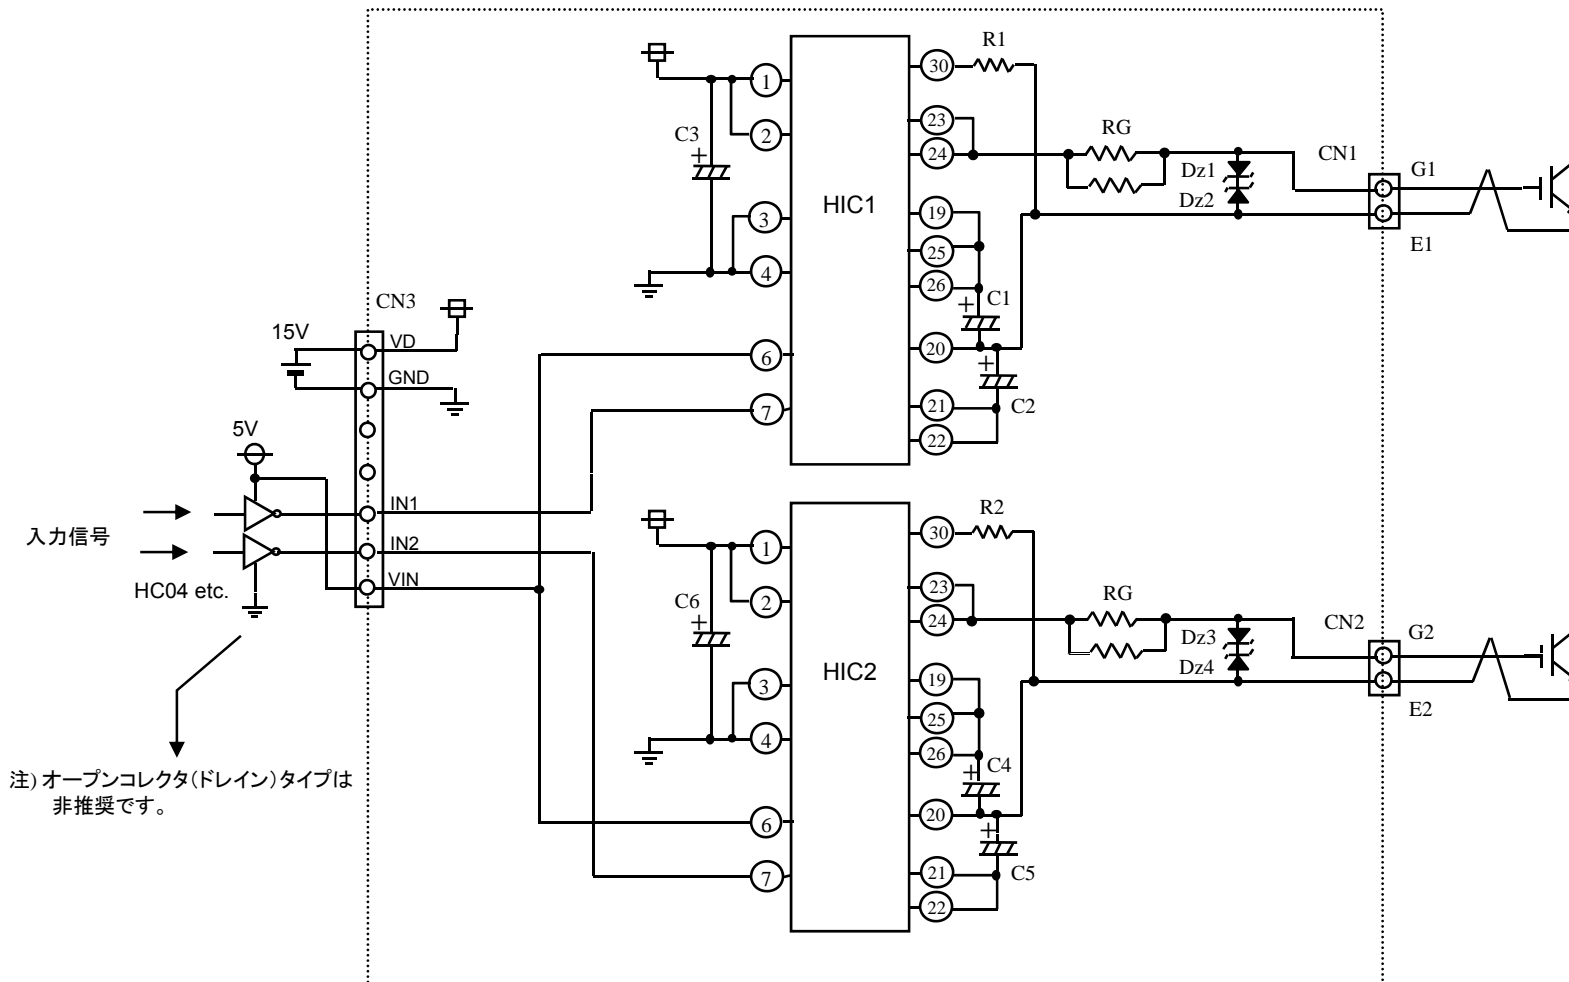 R1
30
1
23
2
C3
+
24
RG
CN1
G1
Dz1
Dz2
HIC1
3
19
25
4
26
E1
CN3
+
C1
15V
VD
6
20
+
GND
7
21
C2
5V
22
IN1
R2
入力信号
IN2
1
30
HC04 etc.
VIN
2
23
C6
+
24
RG
CN2
G2
Dz3
Dz4
HIC2
3
19
25
4
26
E2
+
C4
注) オープンコレクタ(ドレイン)タイプは
非推奨です。
6
20
+
7
21
C5
22